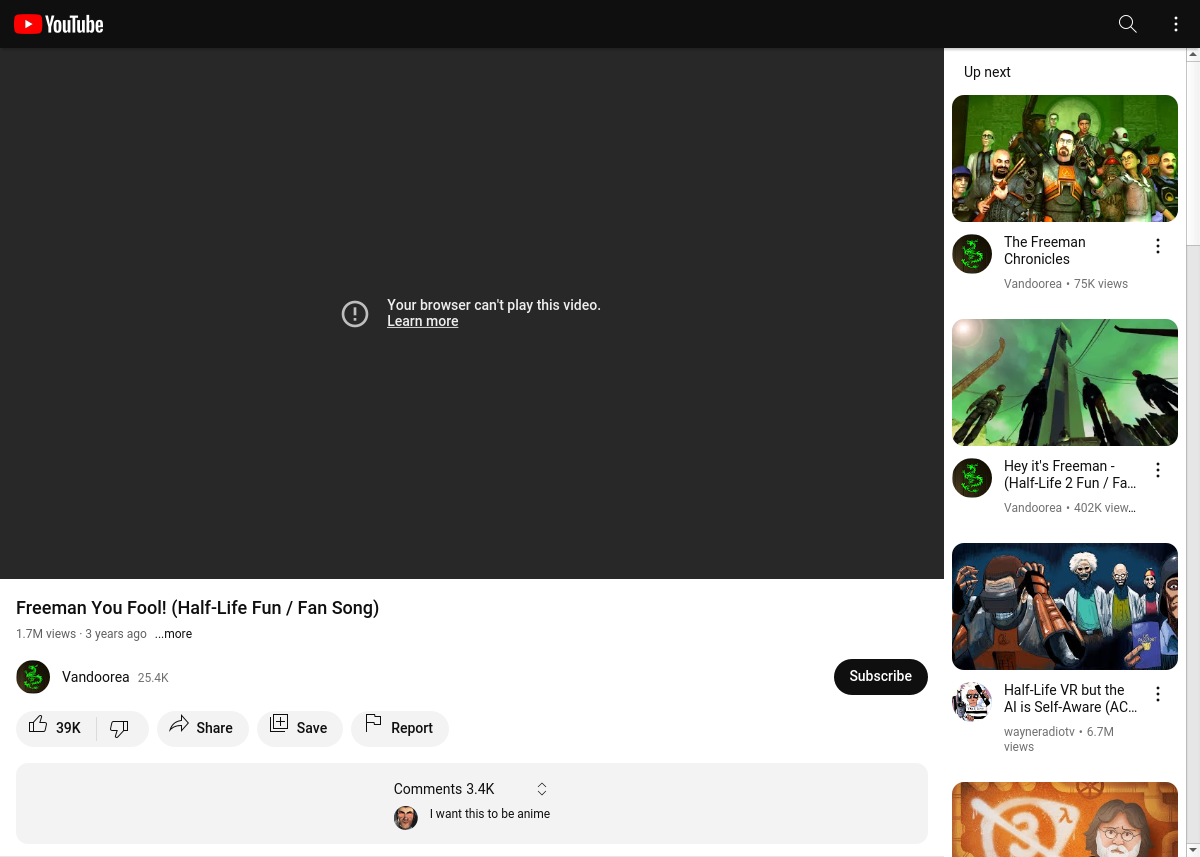 YouTube
Your browser can't play this video.
Learn more
Freeman You Fool! (Half-Life Fun / Fan Song)
1.7M views · 3 years ago ...more
Vandoorea 25.4K
Subscribe
39K
Share
Save
Report
Comments 3.4K
I want this to be anime
Up next
The Freeman
Chronicles
Vandoorea • 75K views
Hey it's Freeman -
(Half-Life 2 Fun / Fa...
Vandoorea • 402K view...
Half-Life VR but the
AI is Self-Aware (AC...
wayneradiotv • 6.7M
views
3
λ